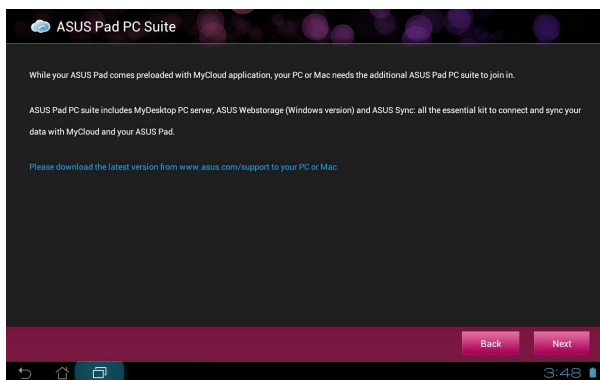 ASUS Pad PC Suite
While your ASUS Pad comes preloaded with MyCloud application, your PC or Mac needs the additional ASUS Pad PC suite to join in.
ASUS Pad PC suite includes MyDesktop PC server, ASUS Webstorage (Windows version) and ASUS Sync: all the essential kit to connect and sync your
data with MyCloud and your ASUS Pad.
Please download the latest version from www.asus.com/support to your PC or Mac.
Back Next
3:48